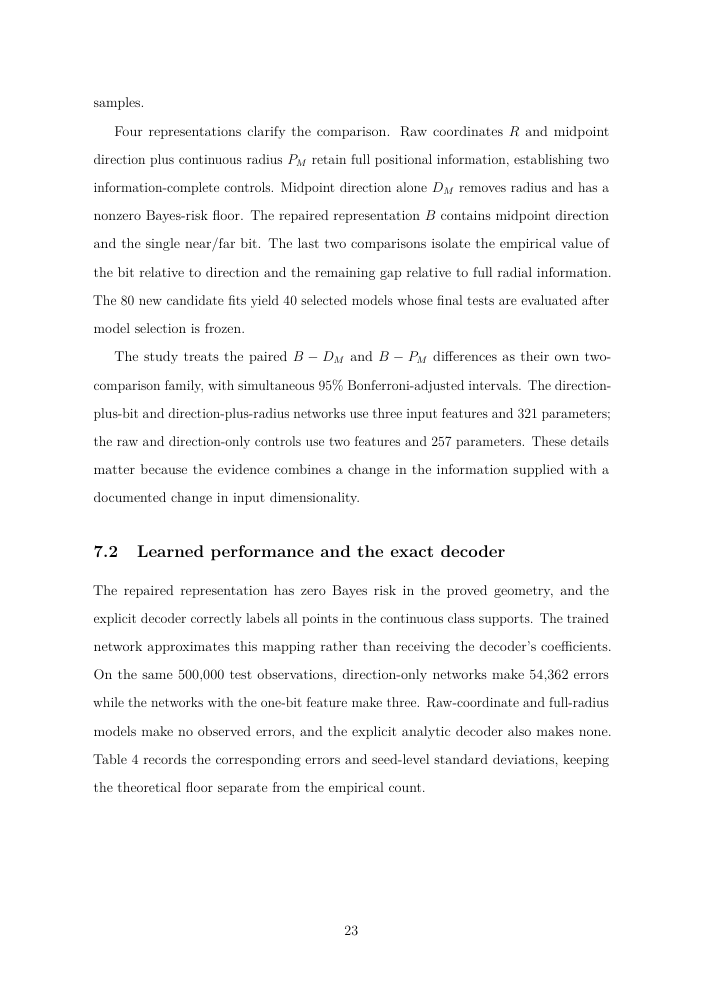 samples.
Four representations clarify the comparison. Raw coordinates R and midpoint
direction plus continuous radius P_M retain full positional information, establishing two
information-complete controls. Midpoint direction alone D_M removes radius and has a
nonzero Bayes-risk floor. The repaired representation B contains midpoint direction
and the single near/far bit. The last two comparisons isolate the empirical value of
the bit relative to direction and the remaining gap relative to full radial information.
The 80 new candidate fits yield 40 selected models whose final tests are evaluated after
model selection is frozen.
The study treats the paired B − D_M and B − P_M differences as their own two-
comparison family, with simultaneous 95% Bonferroni-adjusted intervals. The direction-
plus-bit and direction-plus-radius networks use three input features and 321 parameters;
the raw and direction-only controls use two features and 257 parameters. These details
matter because the evidence combines a change in the information supplied with a
documented change in input dimensionality.
7.2 Learned performance and the exact decoder
The repaired representation has zero Bayes risk in the proved geometry, and the
explicit decoder correctly labels all points in the continuous class supports. The trained
network approximates this mapping rather than receiving the decoder's coefficients.
On the same 500,000 test observations, direction-only networks make 54,362 errors
while the networks with the one-bit feature make three. Raw-coordinate and full-radius
models make no observed errors, and the explicit analytic decoder also makes none.
Table 4 records the corresponding errors and seed-level standard deviations, keeping
the theoretical floor separate from the empirical count.
23